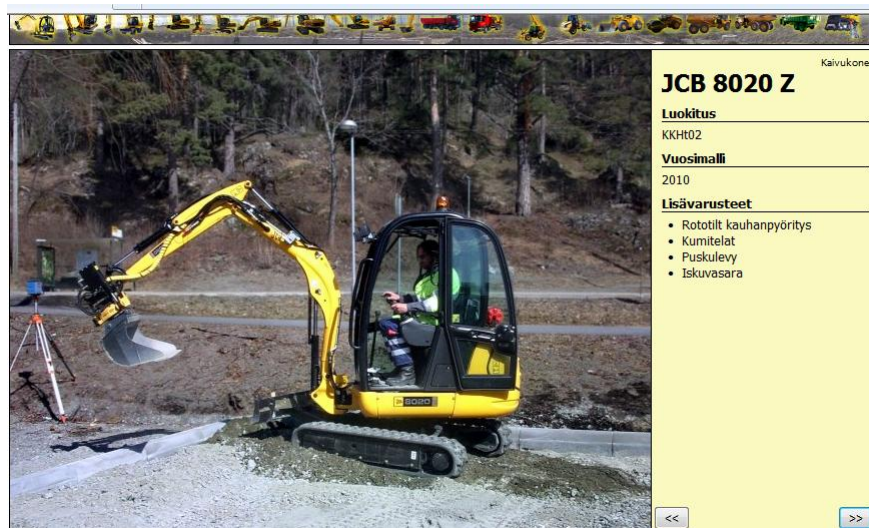 Kaivukone
JCB 8020 Z
Luokitus
KKHt02
Vuosimalli
2010
Lisävarusteet
• Rototilt kauhanpyöritys
• Kumitelat
• Puskulevy
• Iskuvasara
8020
<<
>>